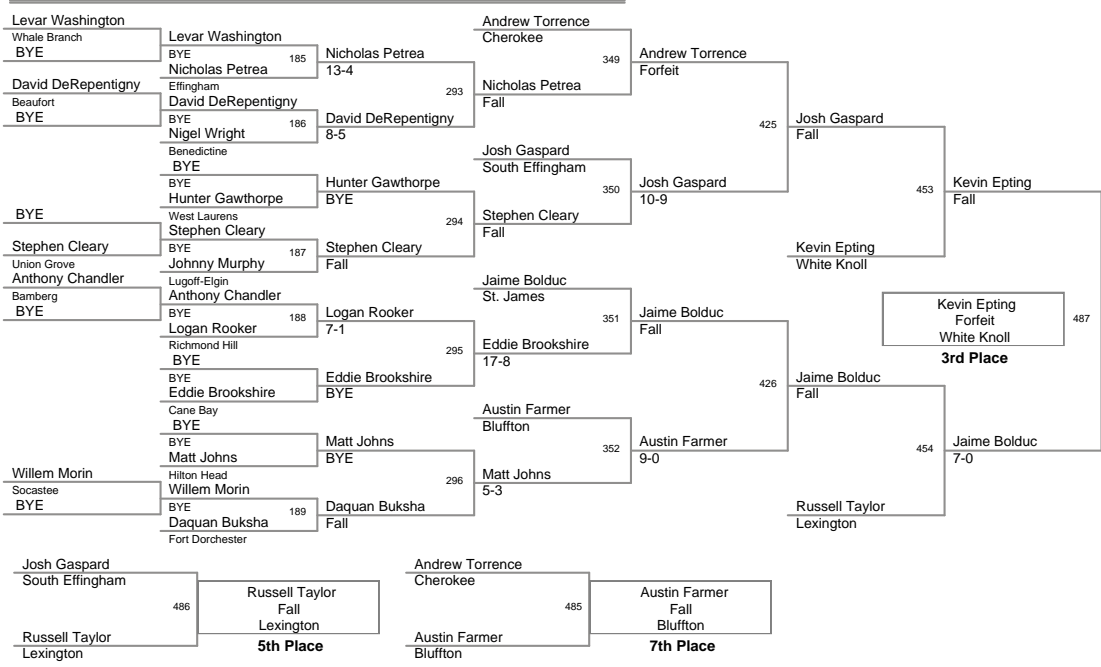 Levar Washington
Whale Branch
BYE
David DeRepentigny
Beaufort
BYE
BYE
Stephen Cleary
Union Grove
Anthony Chandler
Bamberg
BYE
Willem Morin
Socastee
BYE
Levar Washington
BYE
185
Nicholas Petrea
Effingham
David DeRepentigny
BYE
186
Nigel Wright
Benedictine
BYE
BYE
Hunter Gawthorpe
West Laurens
Stephen Cleary
BYE
187
Johnny Murphy
Lugoff-Elgin
Anthony Chandler
BYE
188
Logan Rooker
Richmond Hill
BYE
BYE
Eddie Brookshire
Cane Bay
BYE
BYE
Matt Johns
Hilton Head
Willem Morin
BYE
189
Daquan Buksha
Fort Dorchester
Nicholas Petrea
13-4
293
David DeRepentigny
8-5
Hunter Gawthorpe
BYE
294
Stephen Cleary
Fall
Logan Rooker
7-1
295
Eddie Brookshire
BYE
Matt Johns
BYE
296
Daquan Buksha
Fall
Andrew Torrence
Cherokee
349
Nicholas Petrea
Fall
Josh Gaspard
South Effingham
350
Stephen Cleary
Fall
Jaime Bolduc
St. James
351
Eddie Brookshire
17-8
Austin Farmer
Bluffton
352
Matt Johns
5-3
Andrew Torrence
Forfeit
425
Josh Gaspard
10-9
Jaime Bolduc
Fall
426
Austin Farmer
9-0
Josh Gaspard
Fall
453
Kevin Epting
White Knoll
Jaime Bolduc
Fall
454
Russell Taylor
Lexington
Kevin Epting
Fall
Kevin Epting
Forfeit
White Knoll
487
3rd Place
Jaime Bolduc
7-0
Josh Gaspard
South Effingham
486
Russell Taylor
Lexington
Russell Taylor
Fall
Lexington
5th Place
Andrew Torrence
Cherokee
485
Austin Farmer
Bluffton
Austin Farmer
Fall
Bluffton
7th Place